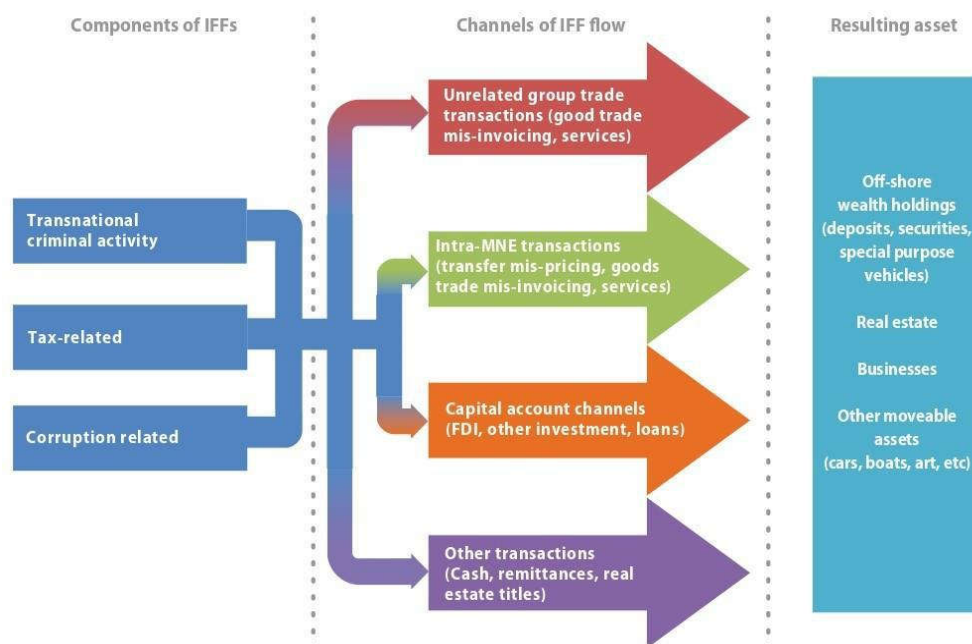 Components of IFFs
Channels of IFF flow
Resulting asset
Transnational
criminal activity
Tax-related
Corruption related
Unrelated group trade
transactions (good trade
mis-invoicing, services)
Intra-MNE transactions
(transfer mis-pricing, goods
trade mis-invoicing, services)
Capital account channels
(FDI, other investment, loans)
Other transactions
(Cash, remittances, real
estate titles)
Off-shore
wealth holdings
(deposits, securities,
special purpose
vehicles)
Real estate
Businesses
Other moveable
assets
(cars, boats, art, etc)